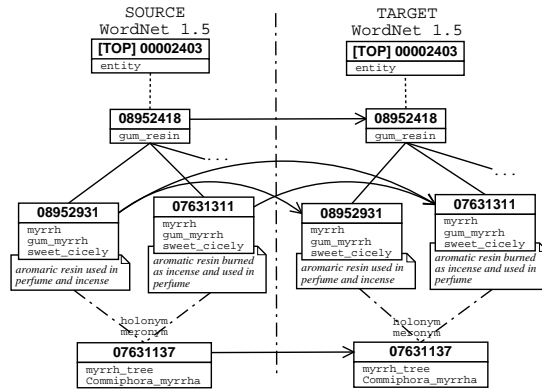 SOURCE
WordNet 1.5
[TOP] 00002403
entity
08952418
gum_resin
...
08952931
myrrh
gum_myrrh
sweet_cicely
aromaric resin used in
perfume and incense
07631311
myrrh
gum_myrrh
sweet_cicely
aromatic resin burned
as incense and used in
perfume
holonym
meronym
07631137
myrrh_tree
Commiphora_myrrha
TARGET
WordNet 1.5
[TOP] 00002403
entity
08952418
gum_resin
...
08952931
myrrh
gum_myrrh
sweet_cicely
aromaric resin used in
perfume and incense
07631311
myrrh
gum_myrrh
sweet_cicely
aromatic resin burned
as incense and used in
perfume
holonym
meronym
07631137
myrrh_tree
Commiphora_myrrha